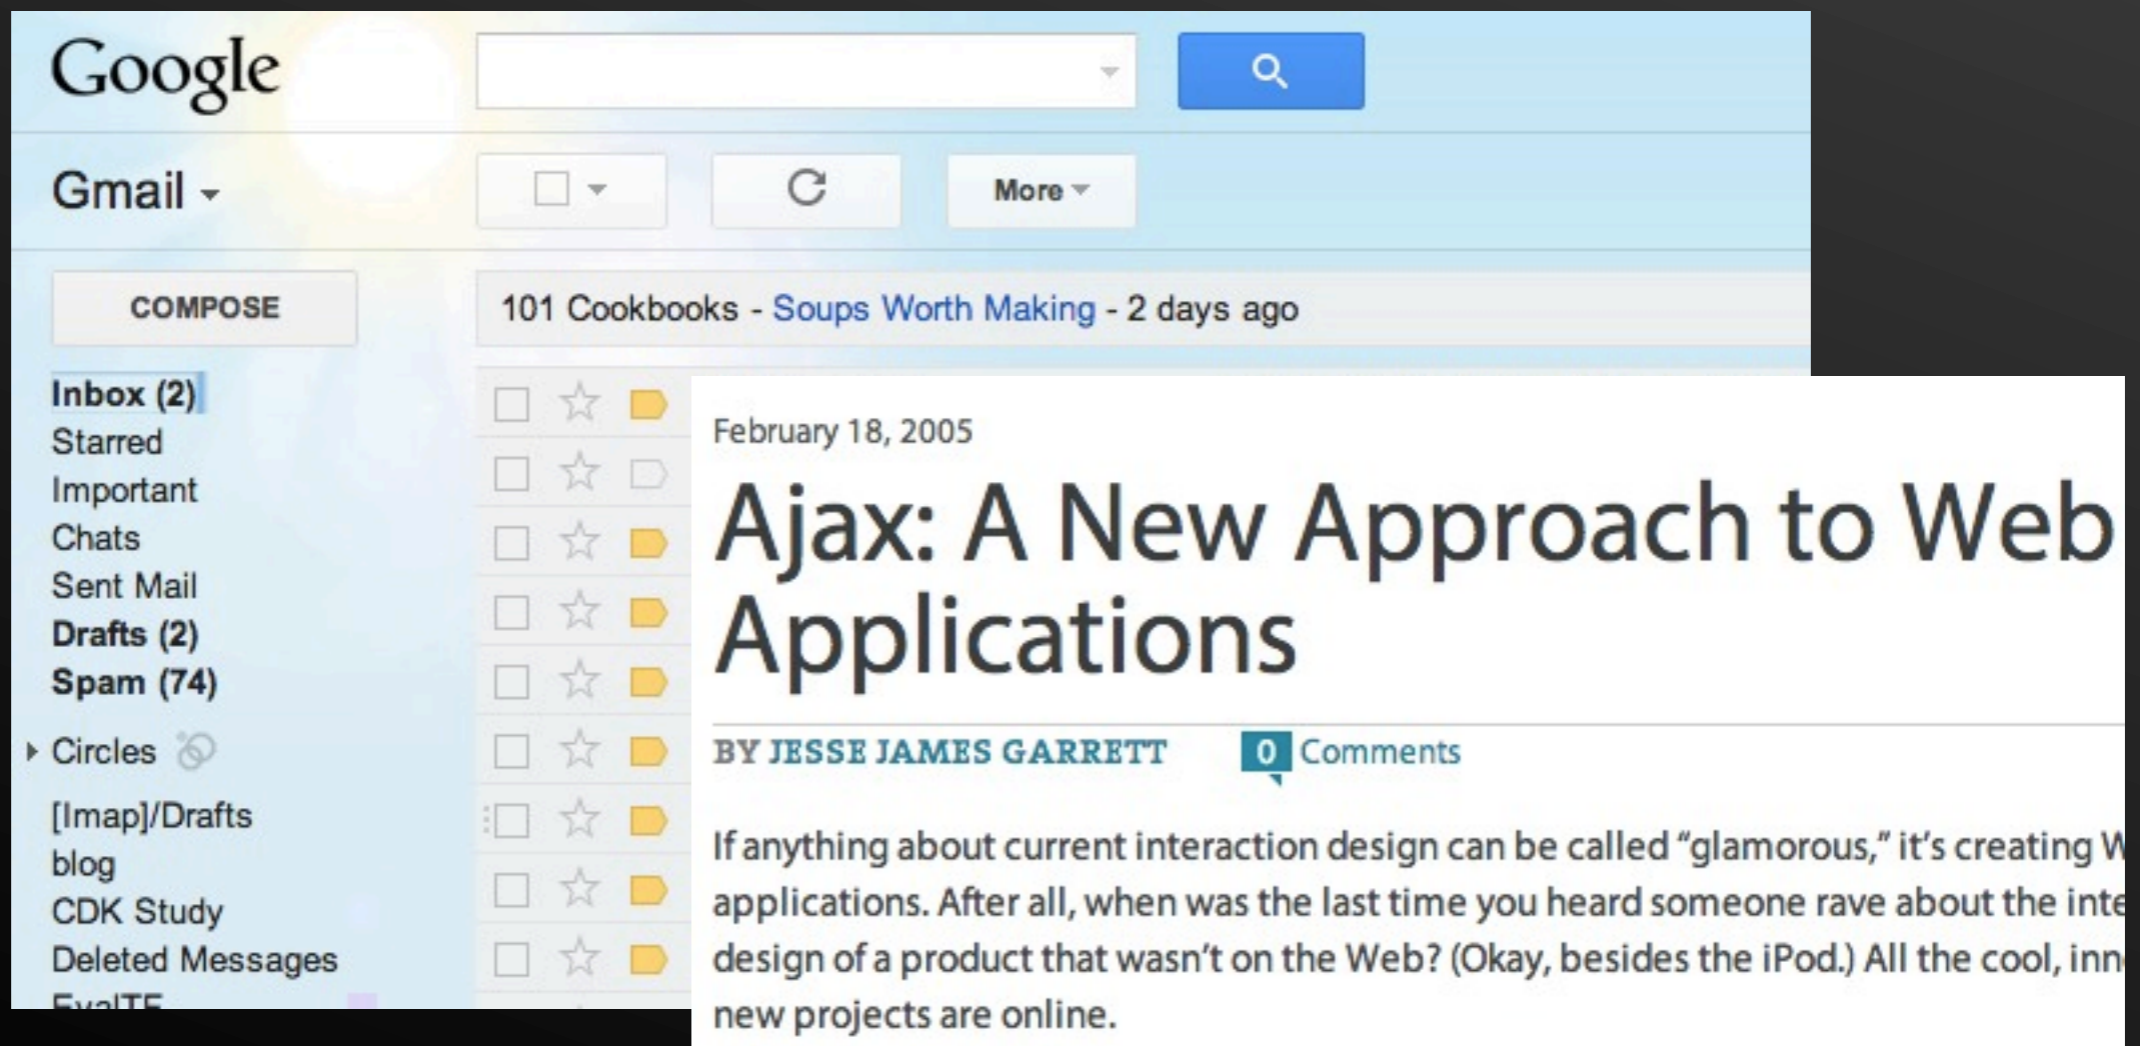 Google
Gmail
More
COMPOSE
101 Cookbooks - Soups Worth Making - 2 days ago
Inbox (2)
Starred
Important
Chats
Sent Mail
Drafts (2)
Spam (74)
Circles
[Imap]/Drafts
blog
CDK Study
Deleted Messages
February 18, 2005
Ajax: A New Approach to Web
Applications
BY JESSE JAMES GARRETT 0 Comments
If anything about current interaction design can be called “glamorous,” it’s creating
applications. After all, when was the last time you heard someone rave about the
design of a product that wasn’t on the Web? (Okay, besides the iPod.) All the cool,
new projects are online.